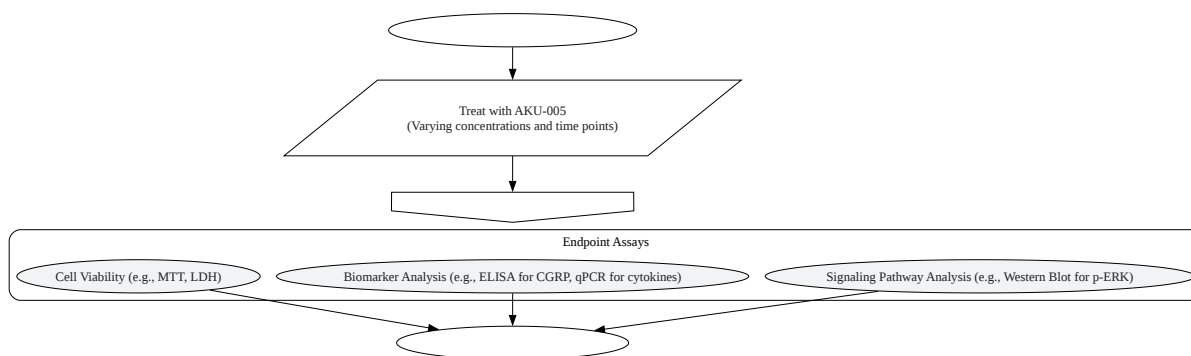 Treat with AKU-005
(Varying concentrations and time points)
Endpoint Assays
Cell Viability (e.g., MTT, LDH)
Biomarker Analysis (e.g., ELISA for CGRP, qPCR for cytokines)
Signaling Pathway Analysis (e.g., Western Blot for p-ERK)